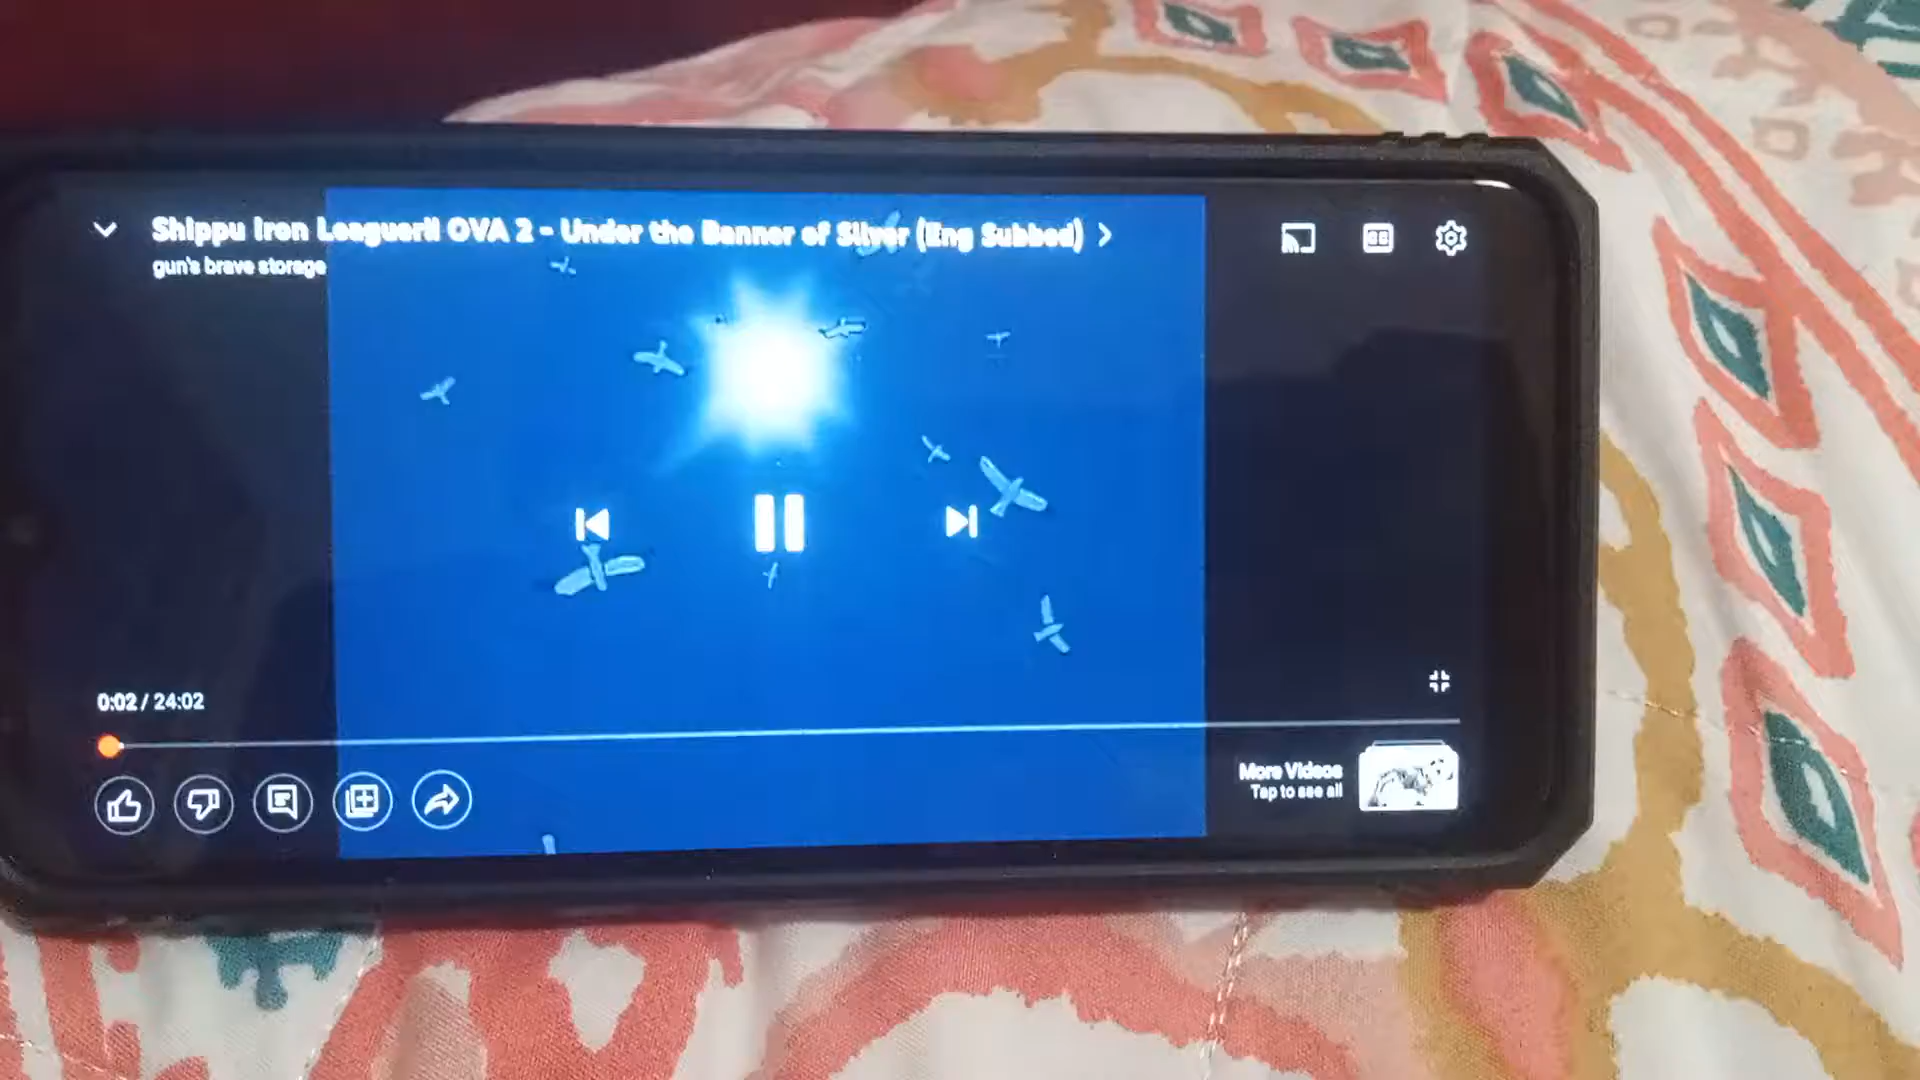 Shippu Iron Leaguer!! OVA 2 - Under the Banner of Silver (Eng Subbed)
gun's brave storage
CC
0:02 / 24:02
More Videos
Tap to see all